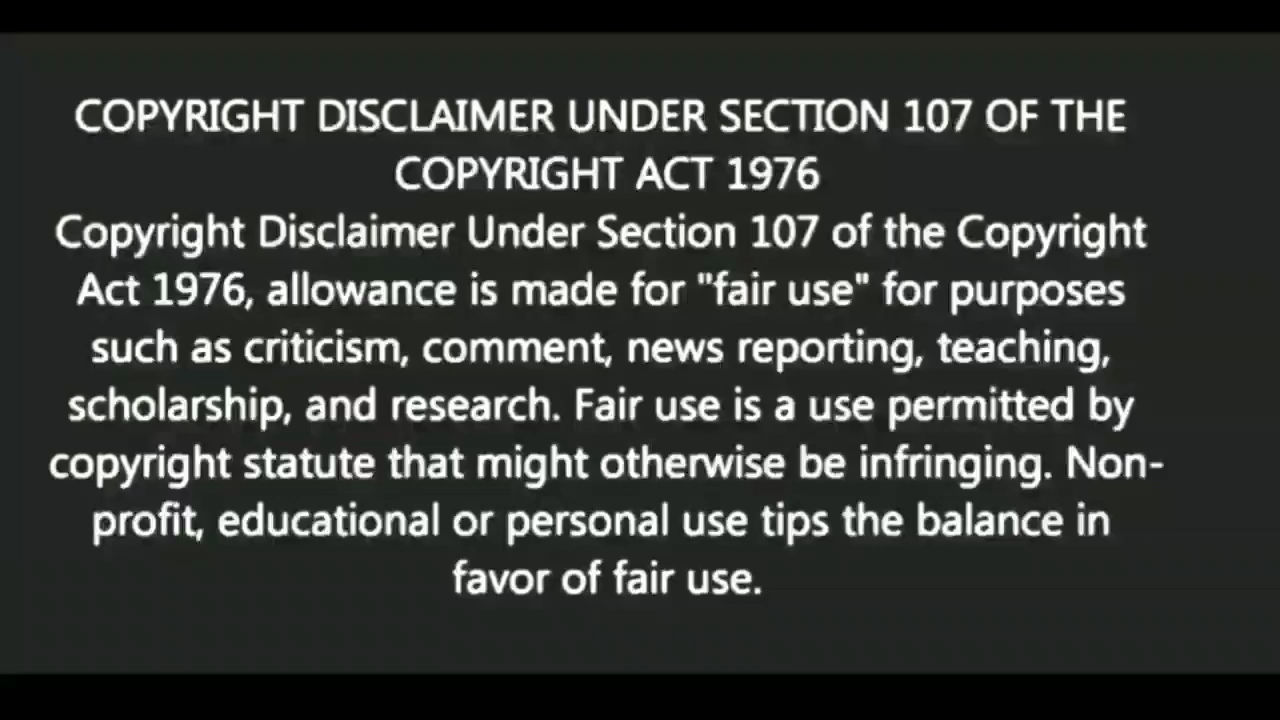 COPYRIGHT DISCLAIMER UNDER SECTION 107 OF THE
COPYRIGHT ACT 1976
Copyright Disclaimer Under Section 107 of the Copyright
Act 1976, allowance is made for "fair use" for purposes
such as criticism, comment, news reporting, teaching,
scholarship, and research. Fair use is a use permitted by
copyright statute that might otherwise be infringing. Non-
profit, educational or personal use tips the balance in
favor of fair use.